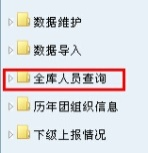 数据维护
数据导入
全库人员查询
历年团组织信息
下级上报情况